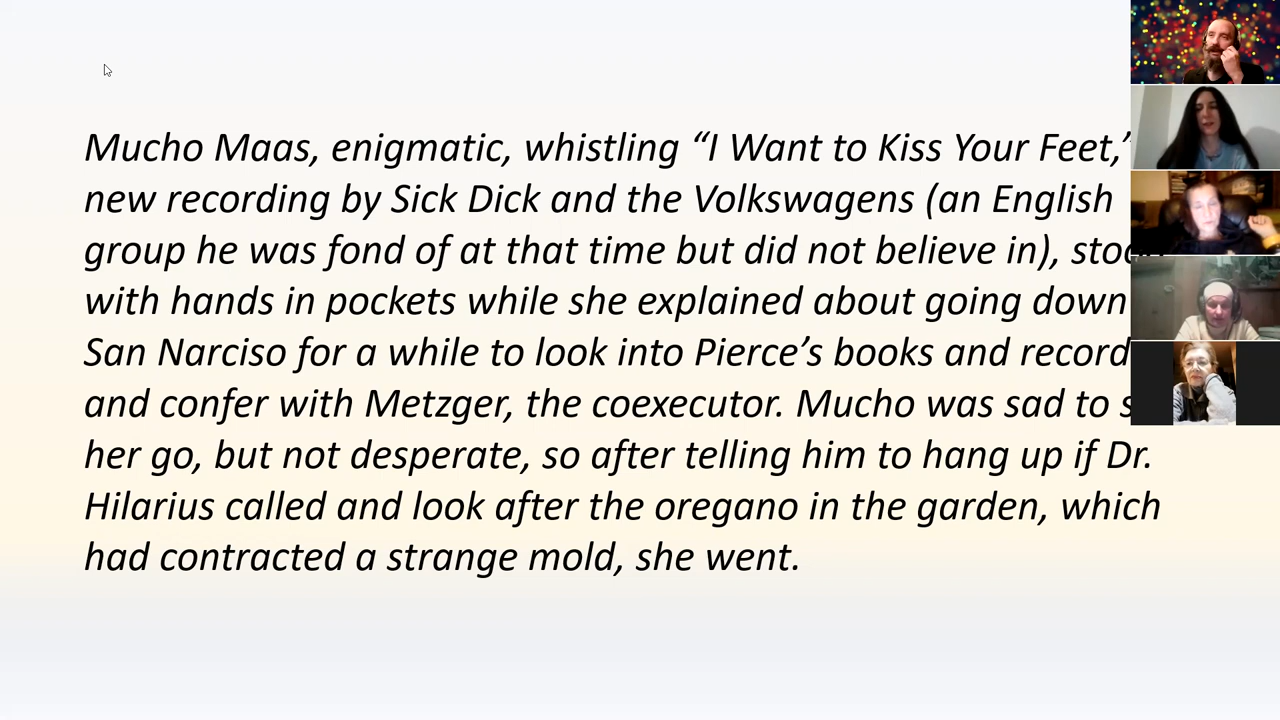 Mucho Maas, enigmatic, whistling “I Want to Kiss Your Feet,”
new recording by Sick Dick and the Volkswagens (an English
group he was fond of at that time but did not believe in), stood
with hands in pockets while she explained about going down
San Narciso for a while to look into Pierce’s books and record
and confer with Metzger, the coexecutor. Mucho was sad to
her go, but not desperate, so after telling him to hang up if Dr.
Hilarius called and look after the oregano in the garden, which
had contracted a strange mold, she went.